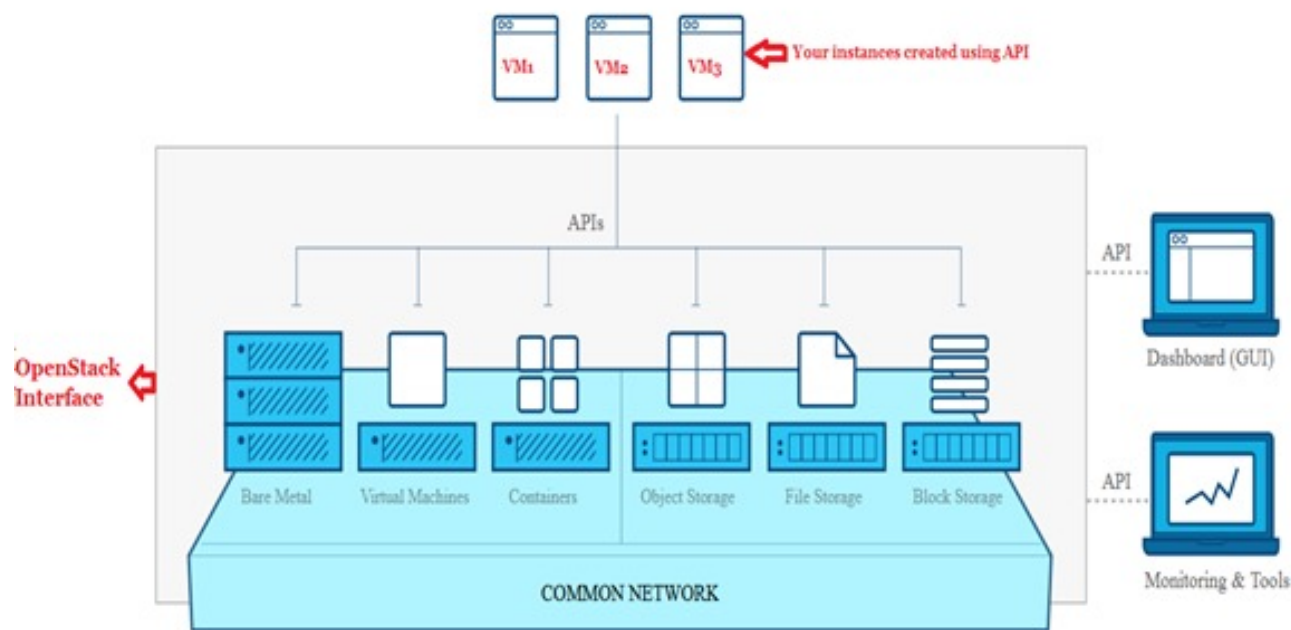 VM1
VM2
VM3
Your instances created using API
APIs
API
Dashboard (GUI)
OpenStack
Interface
Bare Metal
Virtual Machines
Containers
Object Storage
File Storage
Block Storage
API
Monitoring & Tools
COMMON NETWORK